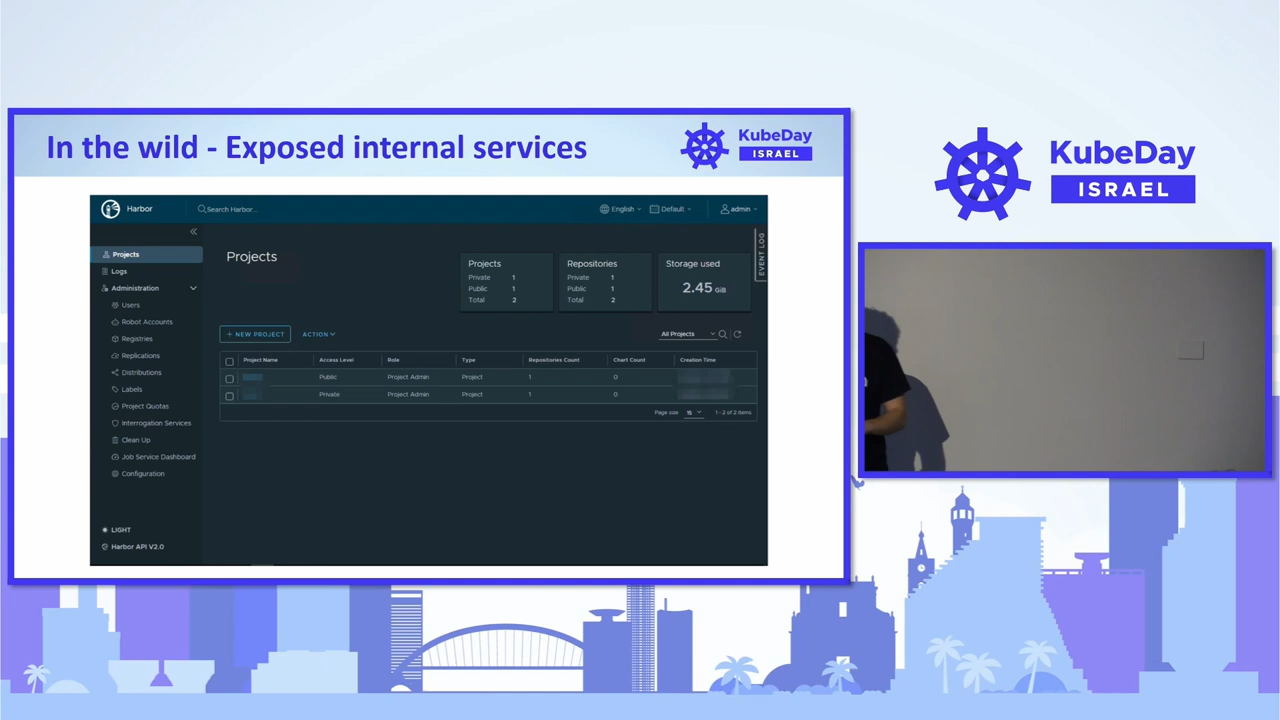 In the wild - Exposed internal services
KubeDay
ISRAEL
Harbor
Search Harbor...
English
Default
admin
Projects
Logs
Administration
Users
Robot Accounts
Registries
Replications
Distributions
Labels
Project Quotas
Interrogation Services
Clean Up
Job Service Dashboard
Configuration
LIGHT
Harbor API V2.0
Projects
Projects
Private 1
Public 1
Total 2
Repositories
Private 1
Public 1
Total 2
Storage used
2.45 GiB
EVENT LOG
+ NEW PROJECT
ACTION
All Projects
Project Name Access Level Role Type Repositories Count Chart Count Creation Time
Public Project Admin Project 1 0
Private Project Admin Project 1 0
Page size 15 1 - 2 of 2 items
KubeDay
ISRAEL